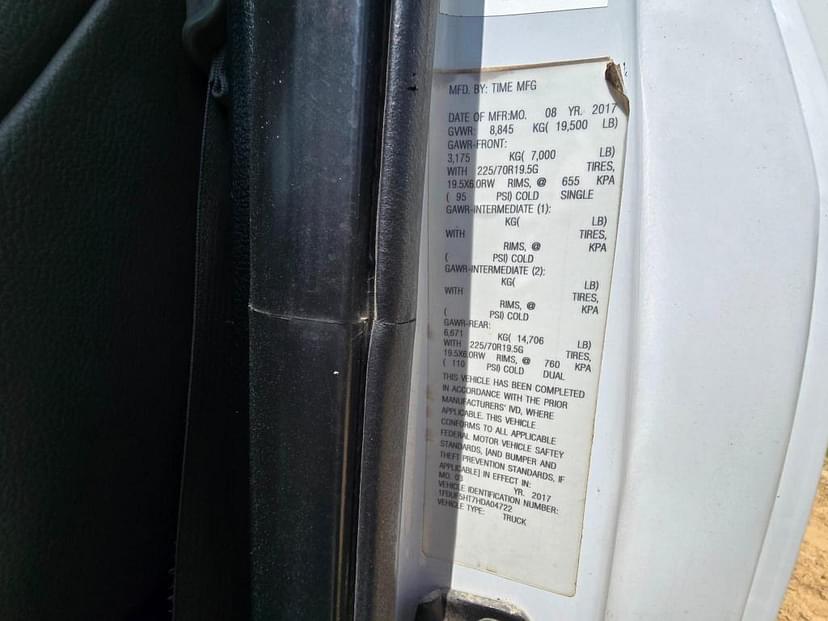 MFD. BY: TIME MFG
DATE OF MFR:MO. 08 YR. 2017
GVWR: 8,845 KG( 19,500 LB)
GAWR-FRONT:
3,175 KG( 7,000 LB)
WITH 225/70R19.5G TIRES,
19.5X6.0RW RIMS, @ 655 KPA
( 95 PSI) COLD SINGLE
GAWR-INTERMEDIATE (1):
KG( LB)
WITH TIRES,
RIMS, @ KPA
( PSI) COLD
GAWR-INTERMEDIATE (2):
KG( LB)
WITH TIRES,
RIMS, @ KPA
( PSI) COLD
GAWR-REAR:
6,671 KG( 14,706 LB)
WITH 225/70R19.5G TIRES,
19.5X6.0RW RIMS, @ 760 KPA
( 110 PSI) COLD DUAL
THIS VEHICLE HAS BEEN COMPLETED
IN ACCORDANCE WITH THE PRIOR
MANUFACTURERS' IVD, WHERE
APPLICABLE. THIS VEHICLE
CONFORMS TO ALL APPLICABLE
FEDERAL MOTOR VEHICLE SAFTEY
STANDARDS, [AND BUMPER AND
THEFT PREVENTION STANDARDS, IF
APPLICABLE] IN EFFECT IN:
MO. 03 YR. 2017
VEHICLE IDENTIFICATION NUMBER:
1FDUF5HT7HDA04722
VEHICLE TYPE: TRUCK